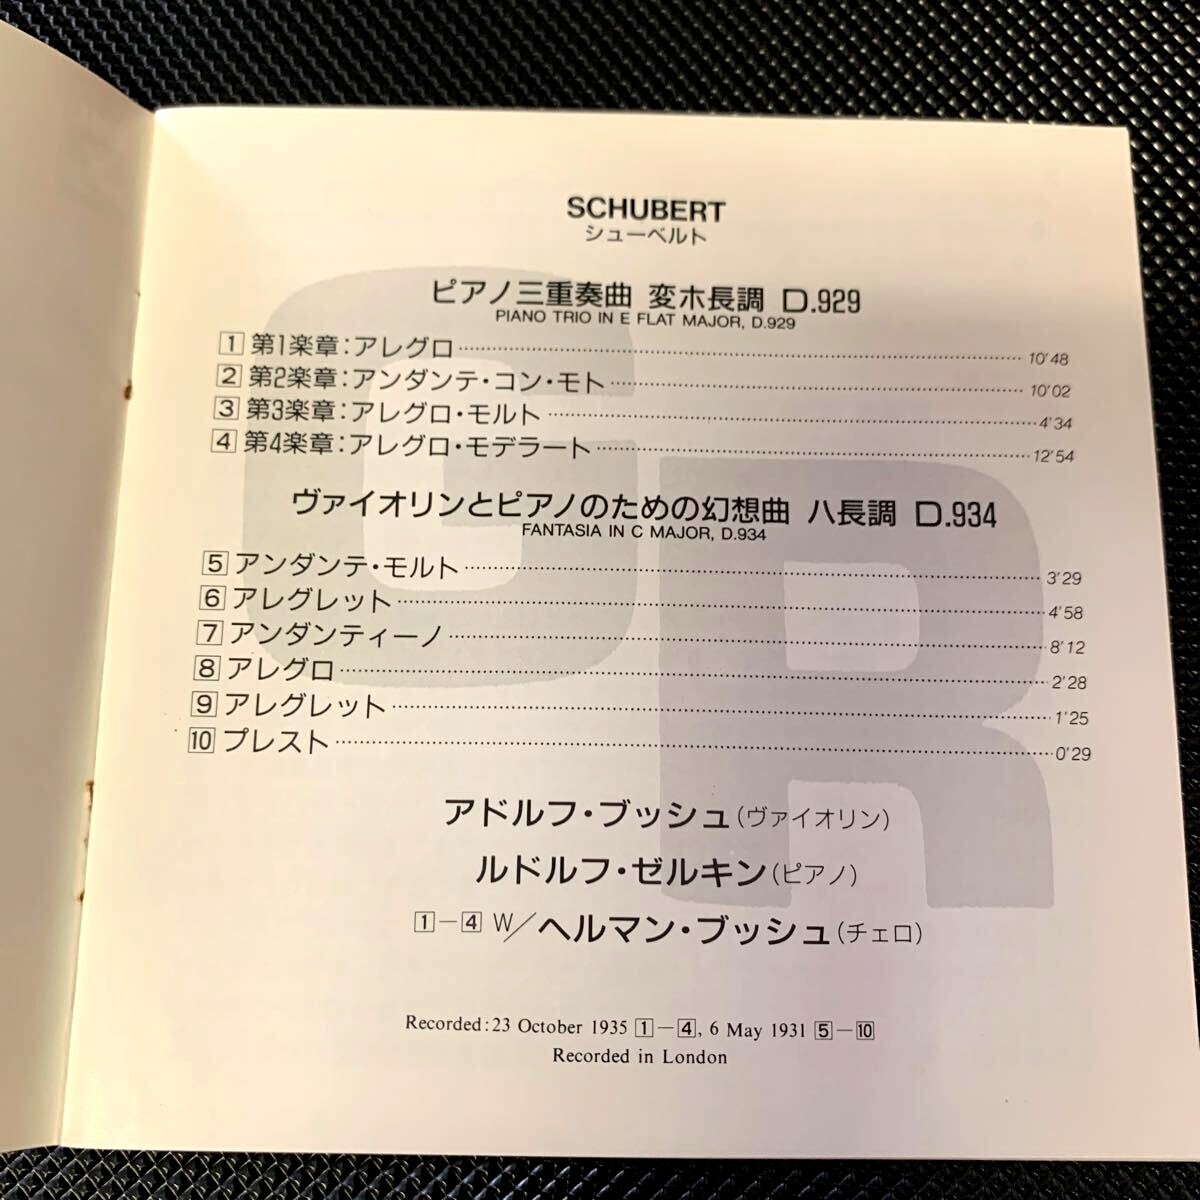 SCHUBERT
シューベルト
ピアノ三重奏曲 変ホ長調 D.929
PIANO TRIO IN E FLAT MAJOR, D.929
1 第1楽章:アレグロ 10'48
2 第2楽章:アンダンテ・コン・モト 10'02
3 第3楽章:アレグロ・モルト 4'34
4 第4楽章:アレグロ・モデラート 12'54
ヴァイオリンとピアノのための幻想曲 ハ長調 D.934
FANTASIA IN C MAJOR, D.934
5 アンダンテ・モルト 3'29
6 アレグレット 4'58
7 アンダンティーノ 8'12
8 アレグロ 2'28
9 アレグレット 1'25
10 プレスト 0'29
アドルフ・ブッシュ(ヴァイオリン)
ルドルフ・ゼルキン(ピアノ)
1-4 W/ヘルマン・ブッシュ(チェロ)
Recorded:23 October 1935 1-4, 6 May 1931 5-10
Recorded in London
GR